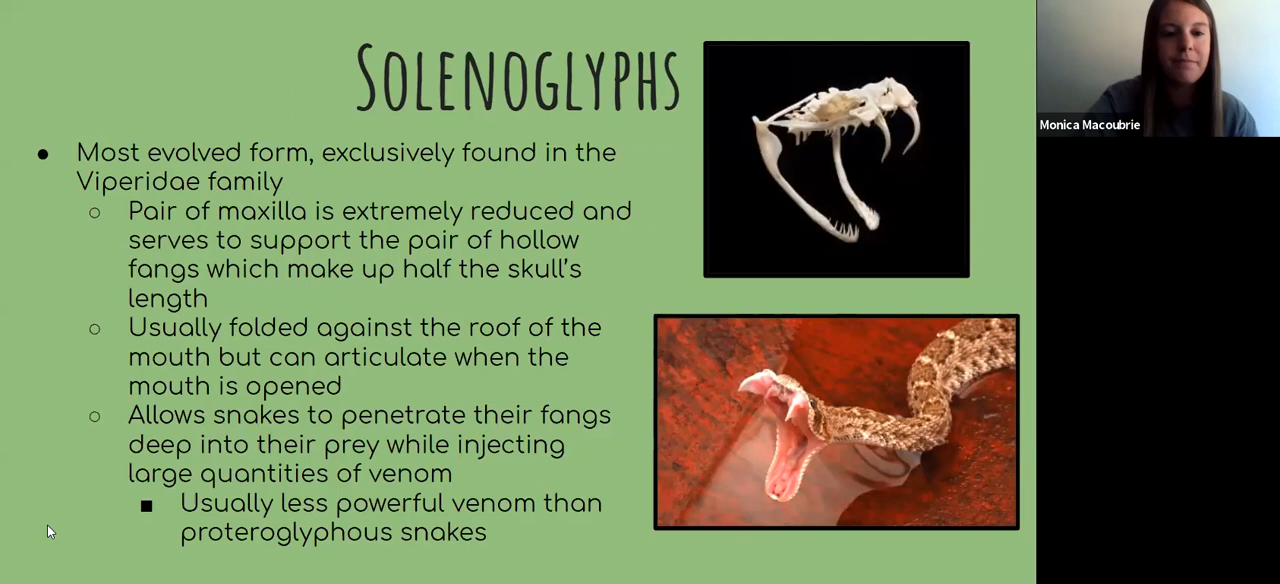 SOLENOGLYPHS
● Most evolved form, exclusively found in the
Viperidae family
○ Pair of maxilla is extremely reduced and
serves to support the pair of hollow
fangs which make up half the skull's
length
○ Usually folded against the roof of the
mouth but can articulate when the
mouth is opened
○ Allows snakes to penetrate their fangs
deep into their prey while injecting
large quantities of venom
■ Usually less powerful venom than
proteroglyphous snakes
Monica Macoubrie